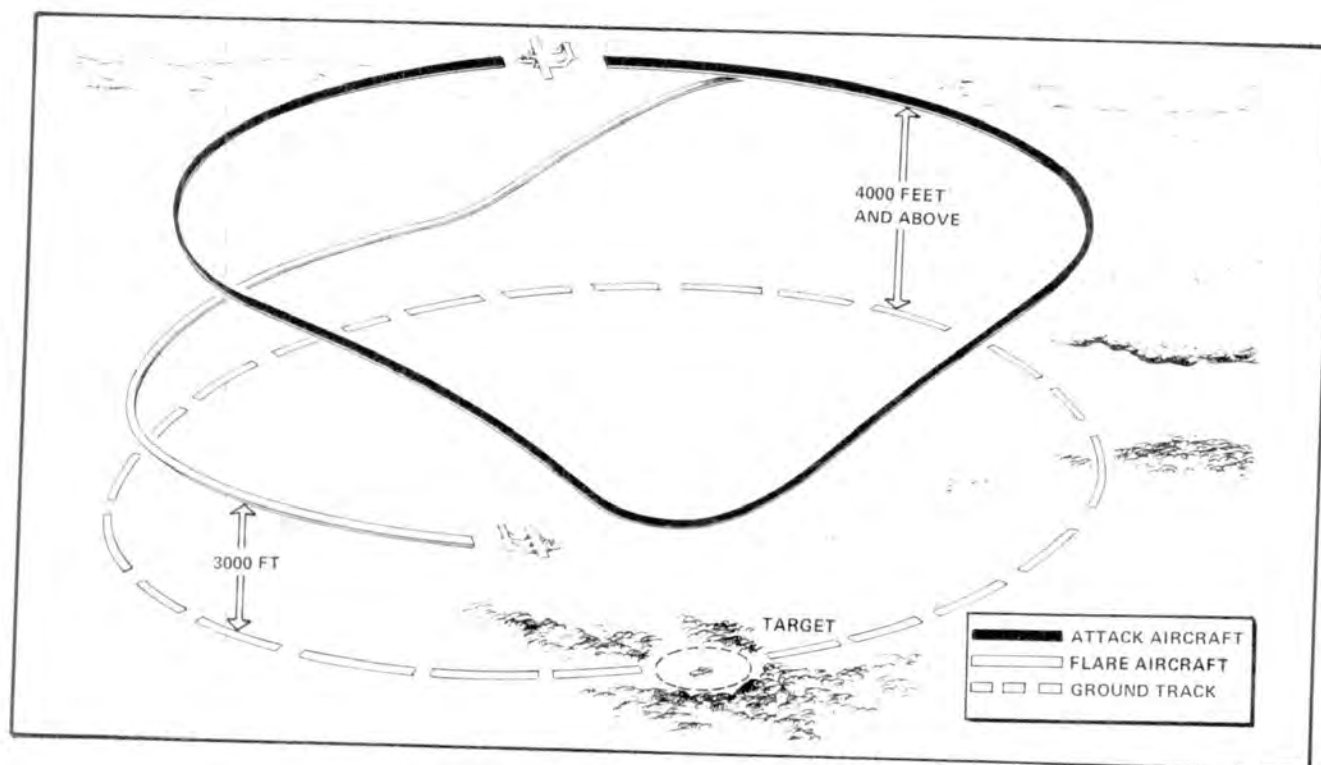 4000 FEET
AND ABOVE
3000 FT
TARGET
ATTACK AIRCRAFT
FLARE AIRCRAFT
GROUND TRACK